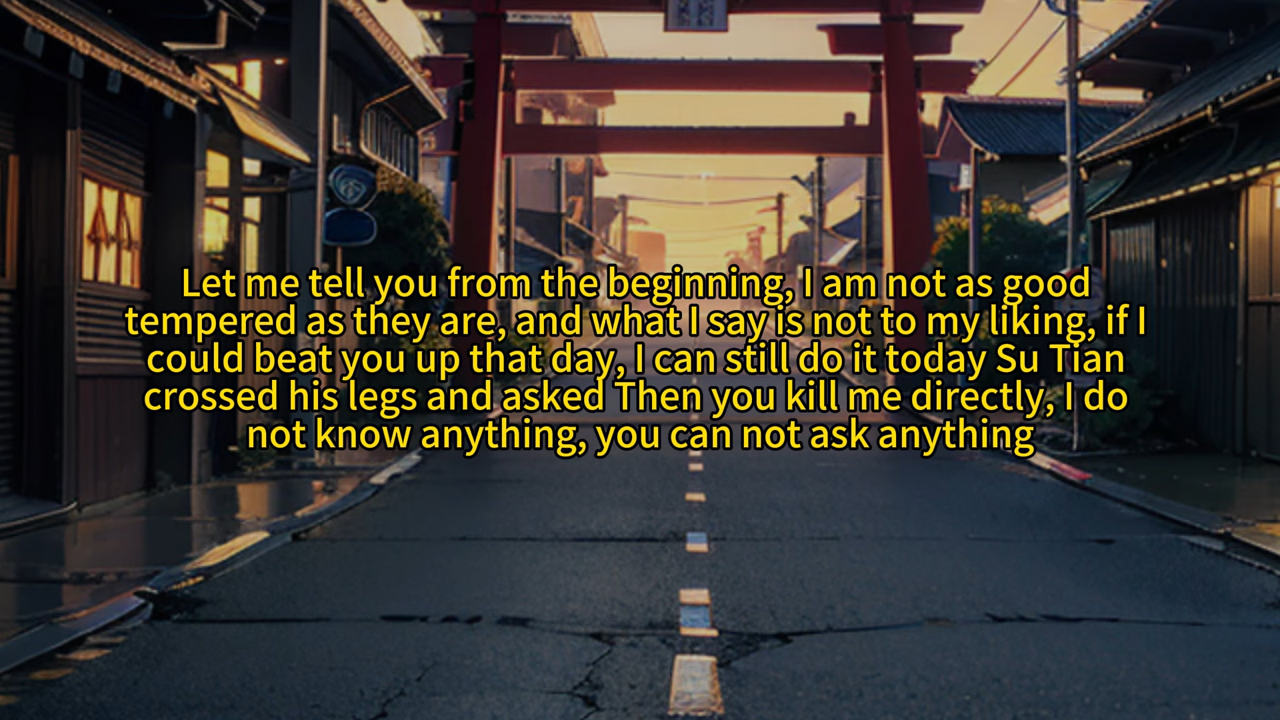 Let me tell you from the beginning, I am not as good
tempered as they are, and what I say is not to my liking, if I
could beat you up that day, I can still do it today Su Tian
crossed his legs and asked Then you kill me directly, I do
not know anything, you can not ask anything